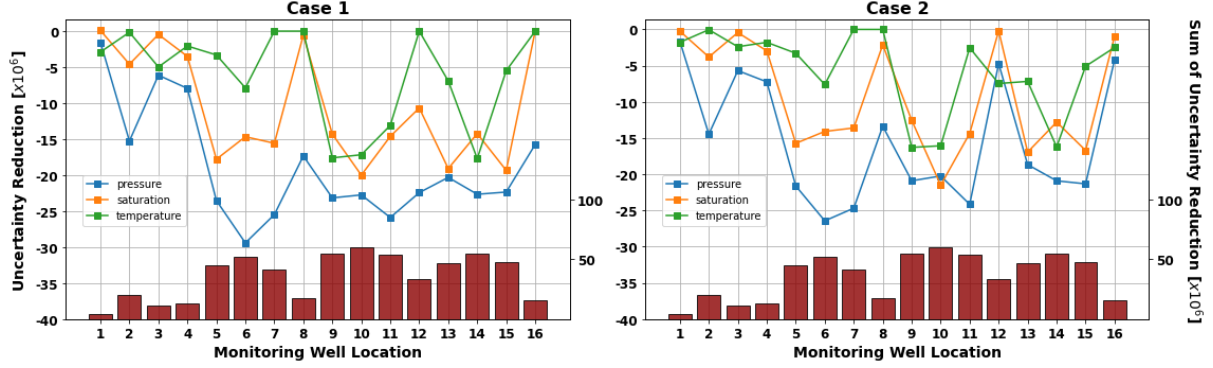 Case 1
Uncertainty Reduction [x10⁶]
0
-5
-10
-15
-20
-25
-30
-35
-40
pressure
saturation
temperature
100
50
1 2 3 4 5 6 7 8 9 10 11 12 13 14 15 16
Monitoring Well Location
Case 2
0
-5
-10
-15
-20
-25
-30
-35
-40
pressure
saturation
temperature
100
50
1 2 3 4 5 6 7 8 9 10 11 12 13 14 15 16
Monitoring Well Location
Sum of Uncertainty Reduction [x10⁶]